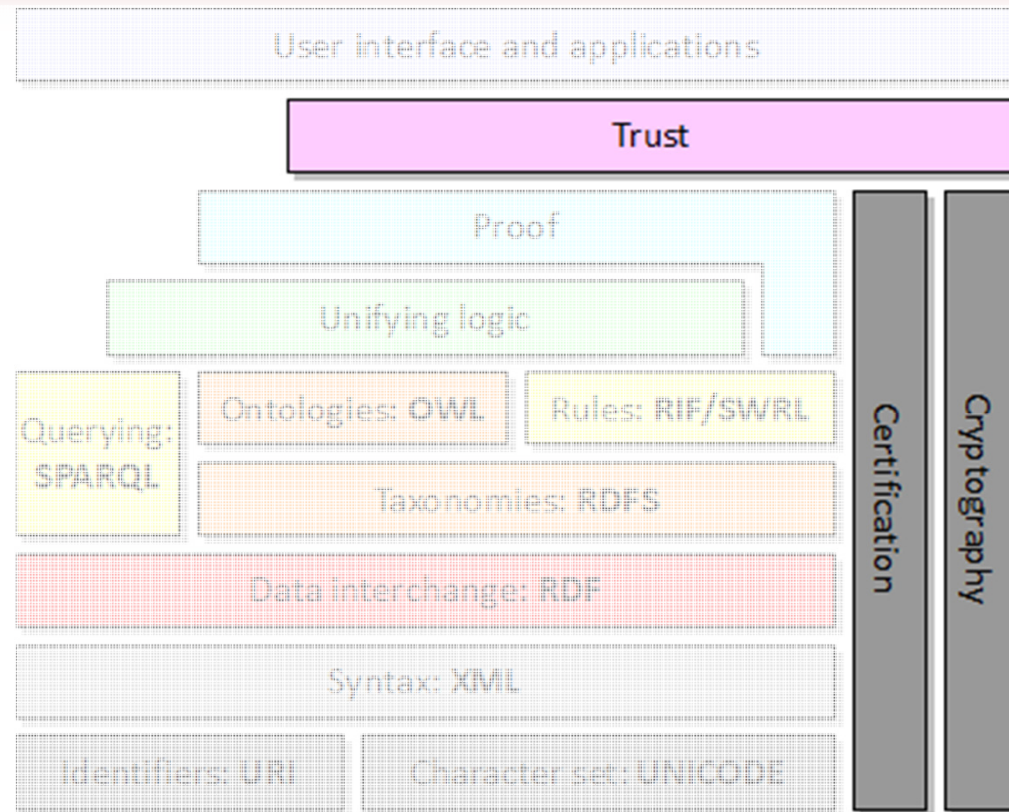 User interface and applications
Trust
Proof
Unifying logic
Querying:
SPARQL
Ontologies: OWL
Rules: RIF/SWRL
Taxonomies: RDFS
Data interchange: RDF
Syntax: XML
Identifiers: URI
Character set: UNICODE
Certification
Cryptography